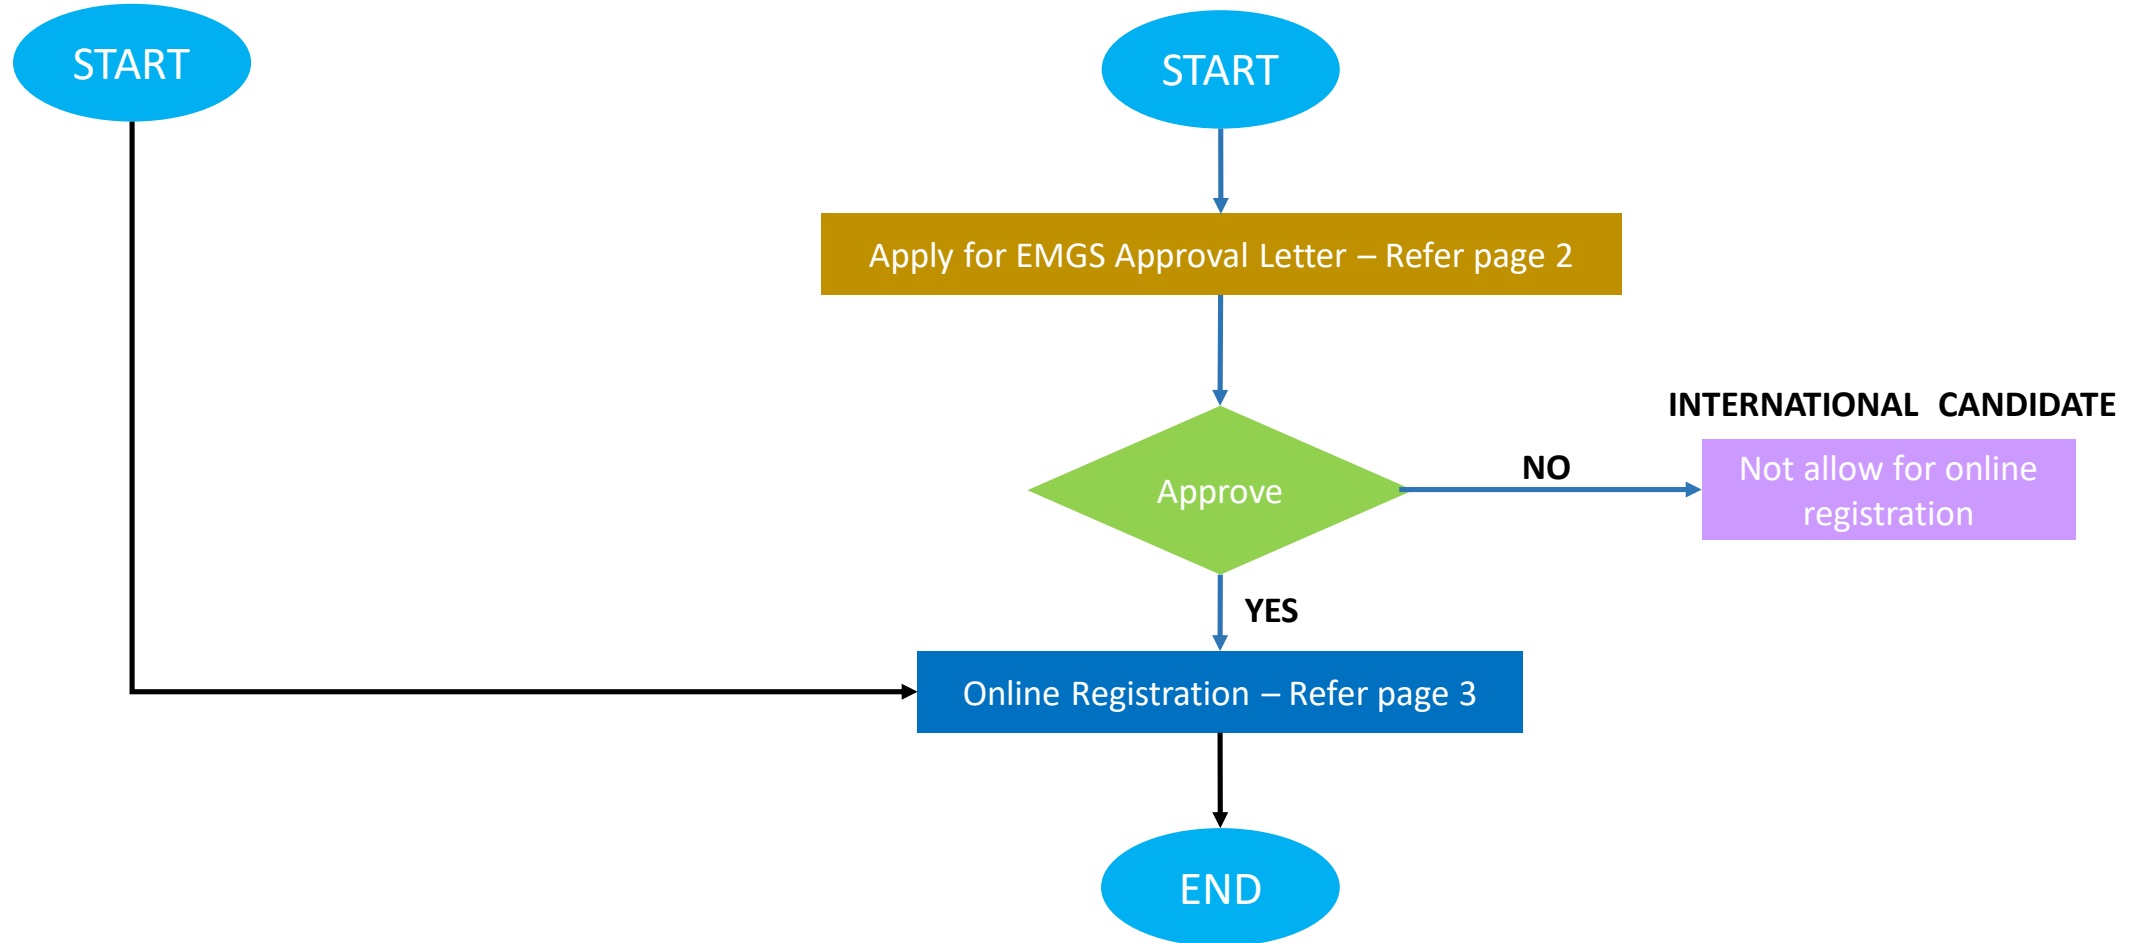 START
START
Apply for EMGS Approval Letter – Refer page 2
INTERNATIONAL CANDIDATE
Approve
NO
Not allow for online
registration
YES
Online Registration – Refer page 3
END